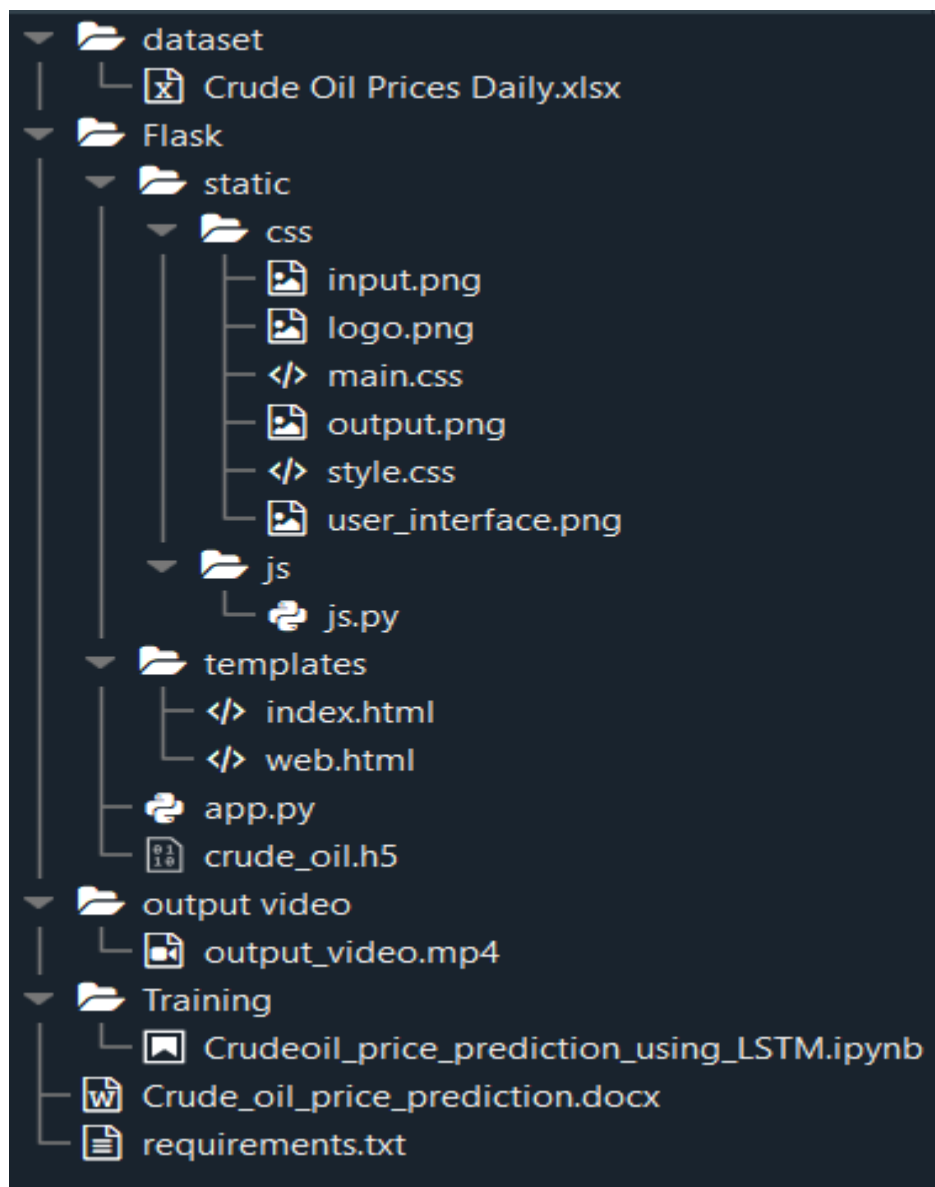 dataset
Crude Oil Prices Daily.xlsx
Flask
static
css
input.png
logo.png
main.css
output.png
style.css
user_interface.png
js
js.py
templates
index.html
web.html
app.py
crude_oil.h5
output video
output_video.mp4
Training
Crudeoil_price_prediction_using_LSTM.ipynb
Crude_oil_price_prediction.docx
requirements.txt